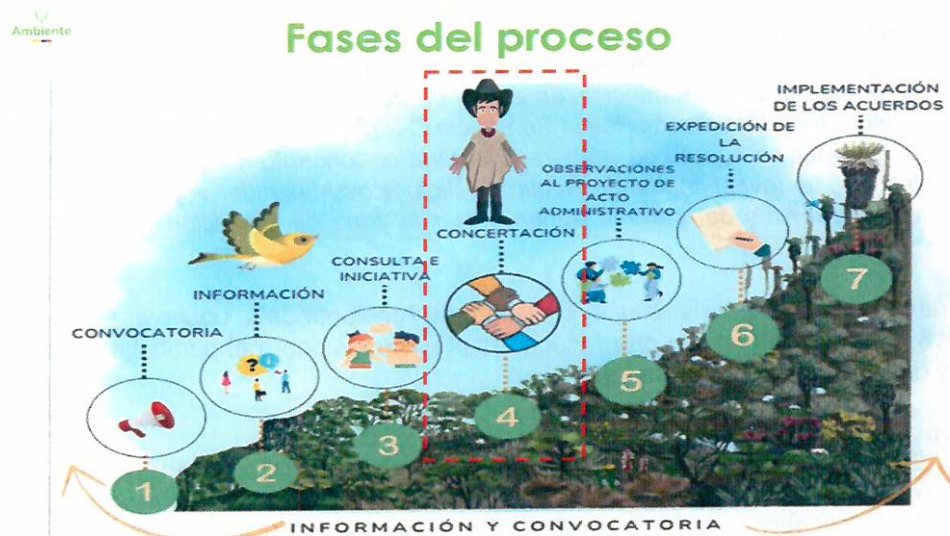 Ambiente
Fases del proceso
CONVOCATORIA
INFORMACIÓN
CONSULTA E
INICIATIVA
CONCERTACIÓN
OBSERVACIONES
AL PROYECTO DE
ACTO
ADMINISTRATIVO
EXPEDICIÓN DE
LA
RESOLUCIÓN
IMPLEMENTACIÓN
DE LOS ACUERDOS
?
1
2
3
4
5
6
7
INFORMACIÓN Y CONVOCATORIA